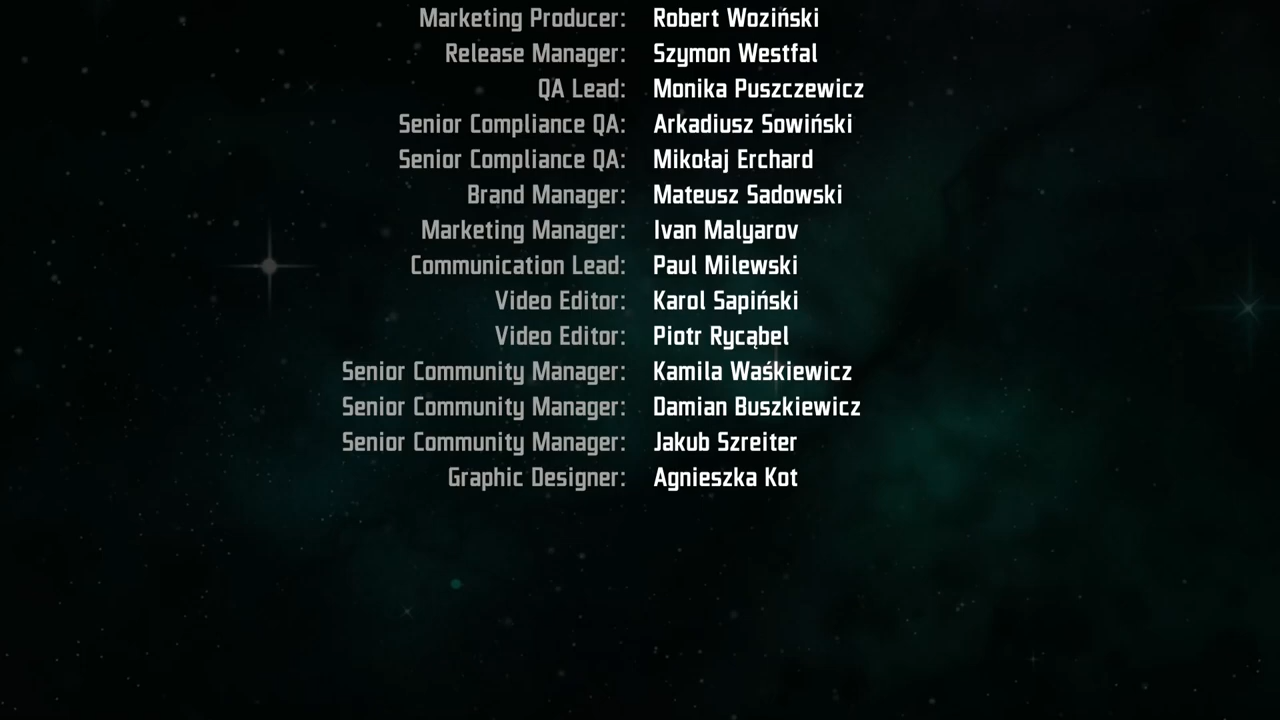 Marketing Producer: Robert Woziński
Release Manager: Szymon Westfal
QA Lead: Monika Puszczewicz
Senior Compliance QA: Arkadiusz Sowiński
Senior Compliance QA: Mikołaj Erchard
Brand Manager: Mateusz Sadowski
Marketing Manager: Ivan Malyarov
Communication Lead: Paul Milewski
Video Editor: Karol Sapiński
Video Editor: Piotr Rycąbel
Senior Community Manager: Kamila Waśkiewicz
Senior Community Manager: Damian Buszkiewicz
Senior Community Manager: Jakub Szreiter
Graphic Designer: Agnieszka Kot